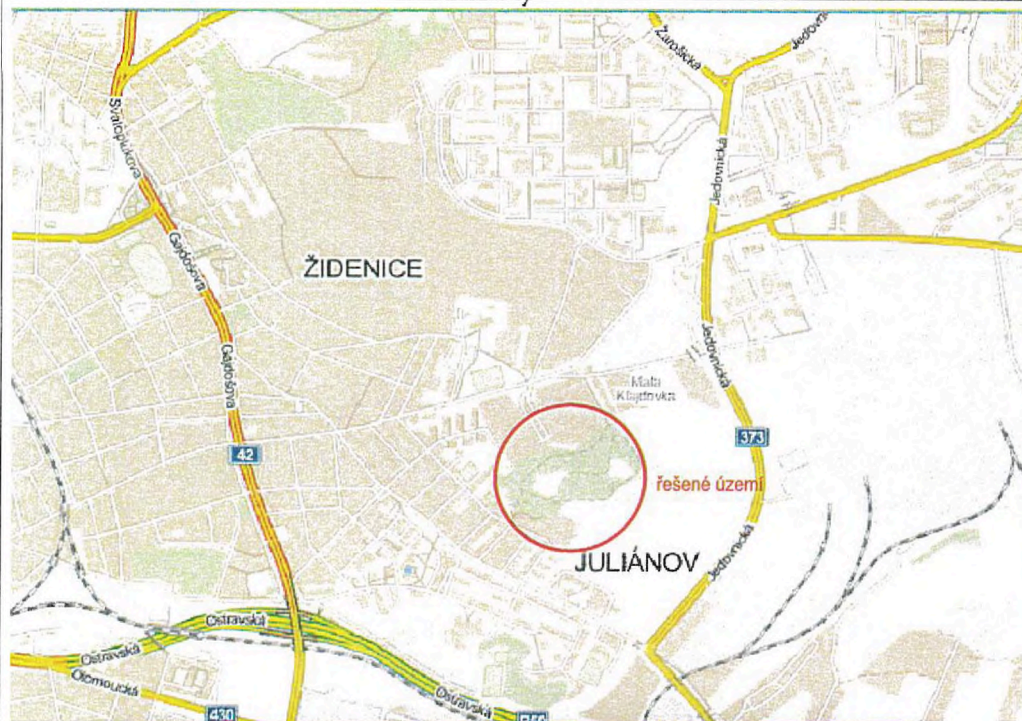 Žarošická
Svatoplukova
Jedovnická
ŽIDENICE
Gajdošova
Gajdošova
Jedovnická
Malá
Klajdovka
42
373
řešené území
JULIÁNOV
Jedovnická
Ostravská
Ostravská
Olomoucká
Ostravská
430